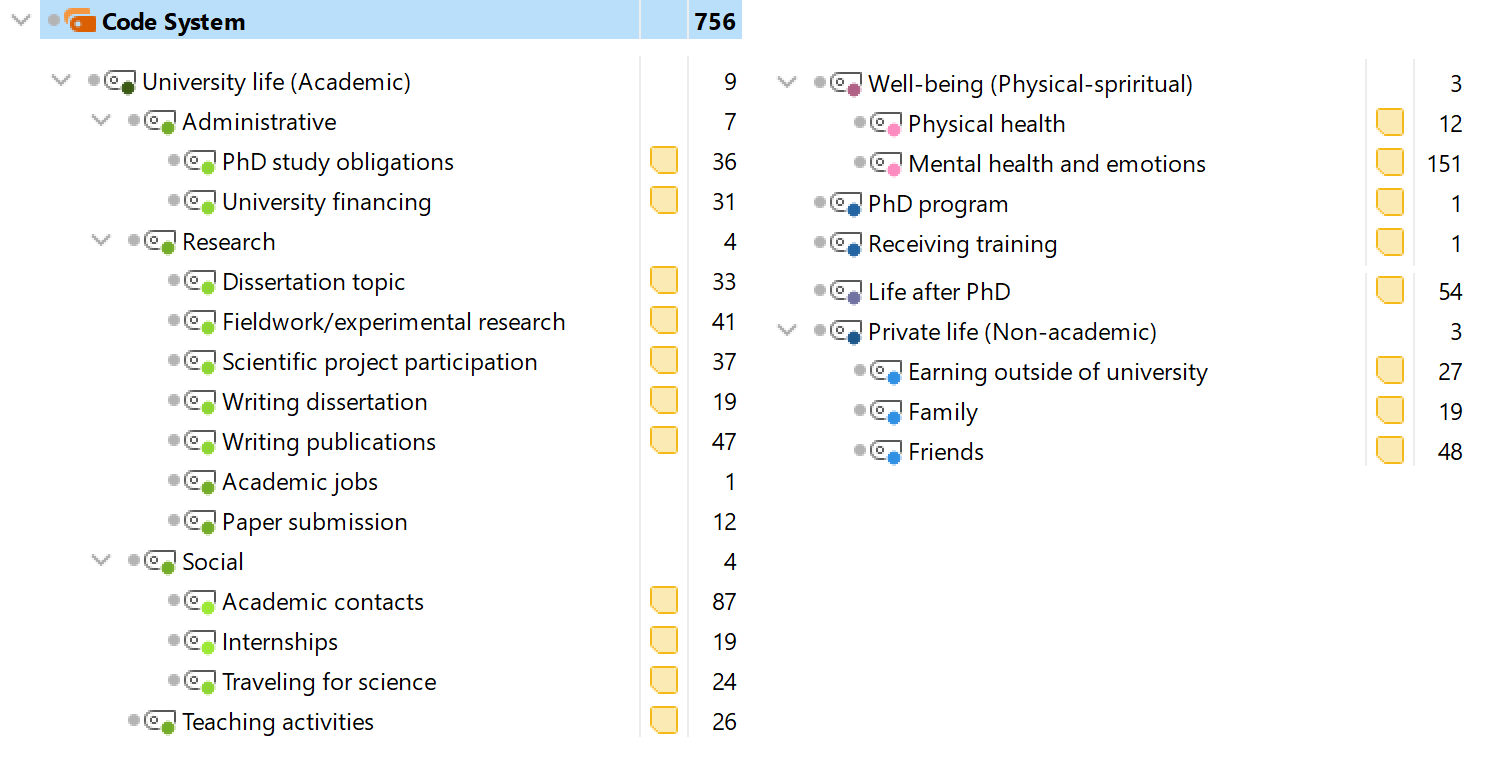 Code System 756
University life (Academic) 9
Administrative 7
PhD study obligations 36
University financing 31
Research 4
Dissertation topic 33
Fieldwork/experimental research 41
Scientific project participation 37
Writing dissertation 19
Writing publications 47
Academic jobs 1
Paper submission 12
Social 4
Academic contacts 87
Internships 19
Traveling for science 24
Teaching activities 26
Well-being (Physical-spriritual) 3
Physical health 12
Mental health and emotions 151
PhD program 1
Receiving training 1
Life after PhD 54
Private life (Non-academic) 3
Earning outside of university 27
Family 19
Friends 48